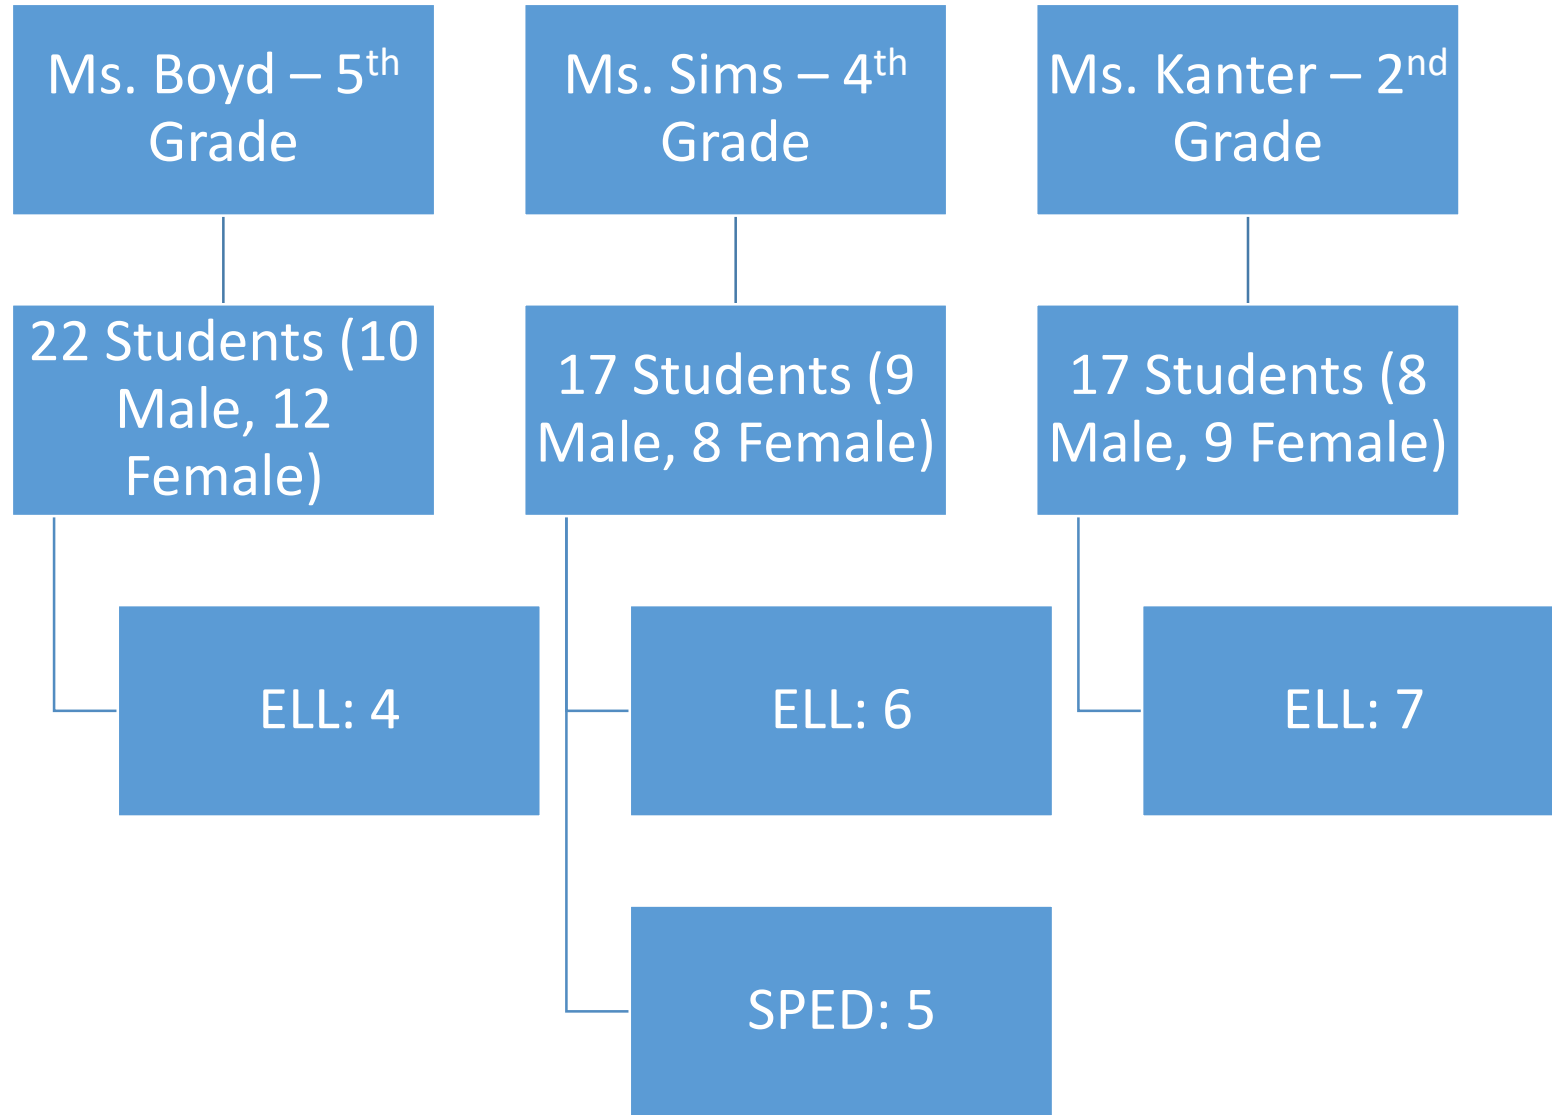 Ms. Boyd – 5th
Grade
Ms. Sims – 4th
Grade
Ms. Kanter – 2nd
Grade
22 Students (10
Male, 12
Female)
17 Students (9
Male, 8 Female)
17 Students (8
Male, 9 Female)
ELL: 4
ELL: 6
ELL: 7
SPED: 5